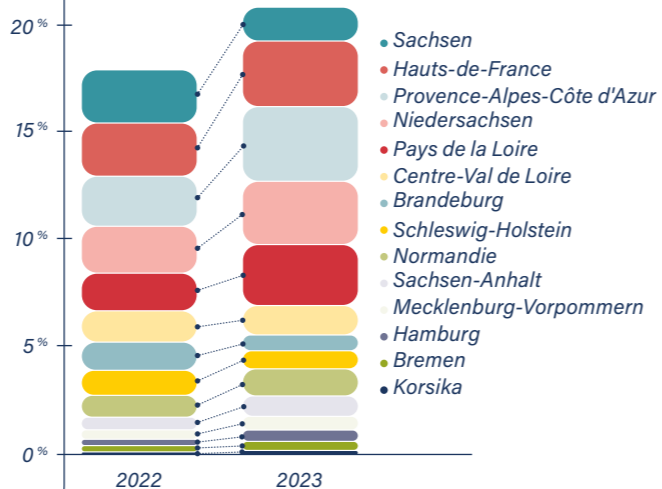 20 %
15 %
10 %
5 %
0 %
2022
2023
Sachsen
Hauts-de-France
Provence-Alpes-Côte d'Azur
Niedersachsen
Pays de la Loire
Centre-Val de Loire
Brandeburg
Schleswig-Holstein
Normandie
Sachsen-Anhalt
Mecklenburg-Vorpommern
Hamburg
Bremen
Korsika